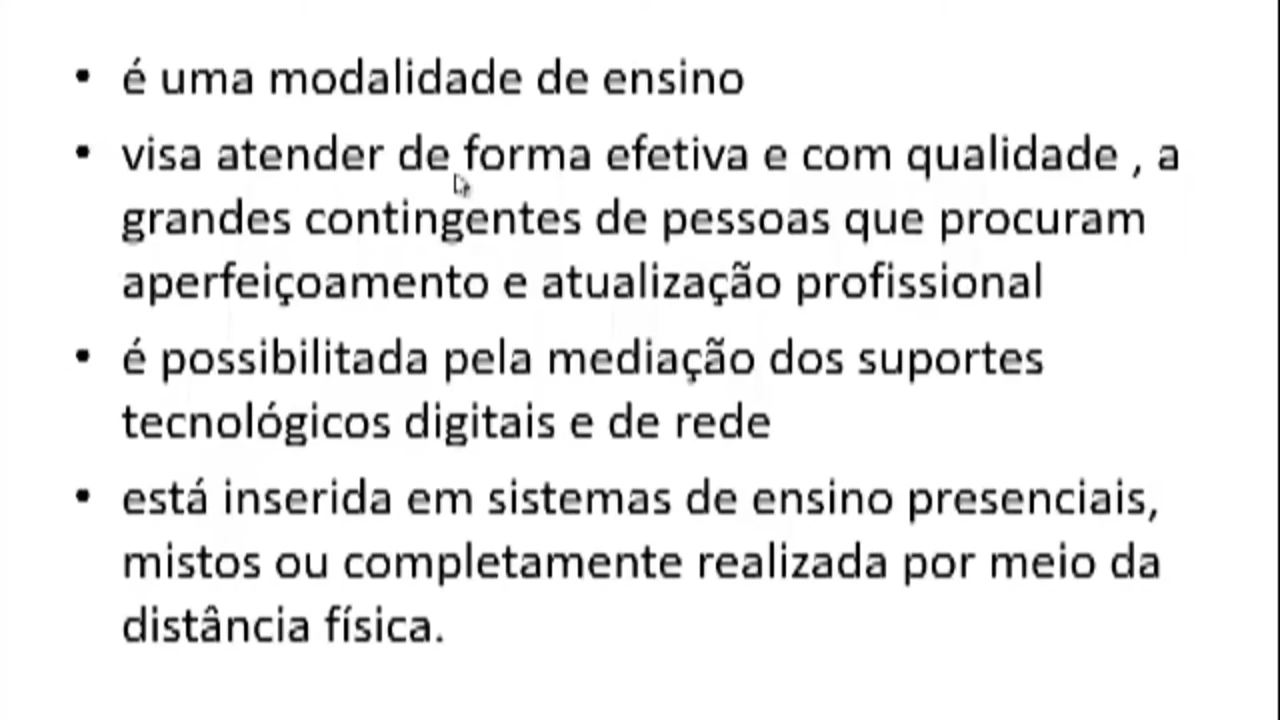 • é uma modalidade de ensino
• visa atender de forma efetiva e com qualidade , a
grandes contingentes de pessoas que procuram
aperfeiçoamento e atualização profissional
• é possibilitada pela mediação dos suportes
tecnológicos digitais e de rede
• está inserida em sistemas de ensino presenciais,
mistos ou completamente realizada por meio da
distância física.